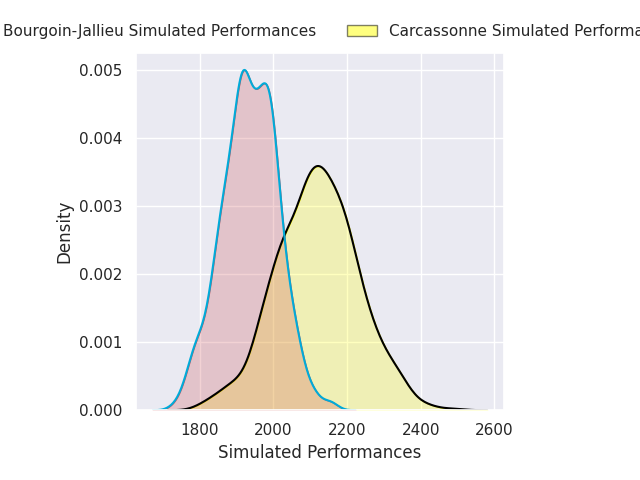 Bourgoin-Jallieu Simulated Performances Carcassonne Simulated Performa
0.005
0.004
0.003
0.002
0.001
0.000
Density
1800 2000 2200 2400 2600
Simulated Performances